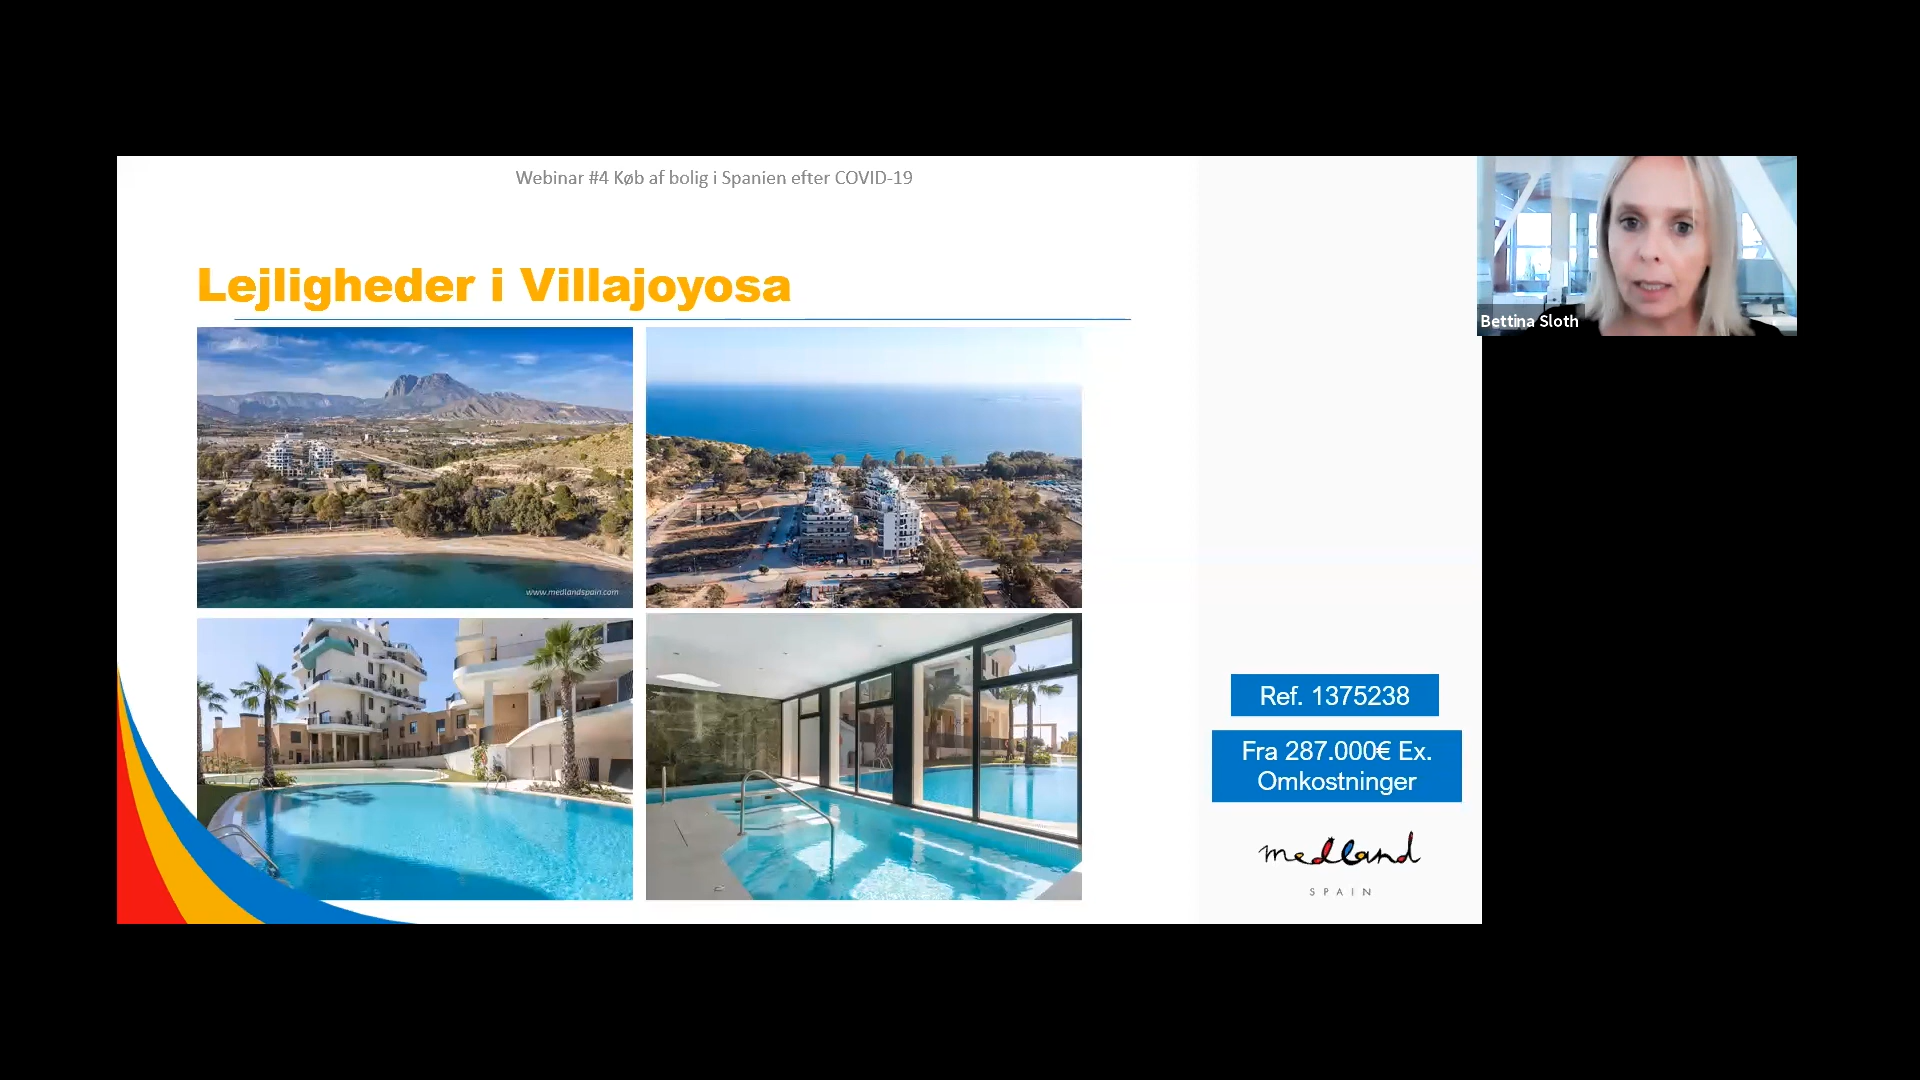 Webinar #4 Køb af bolig i Spanien efter COVID-19
Lejligheder i Villajoyosa
Bettina Sloth
www.medlandspain.com
Ref. 1375238
Fra 287.000€ Ex.
Omkostninger
medland
SPAIN